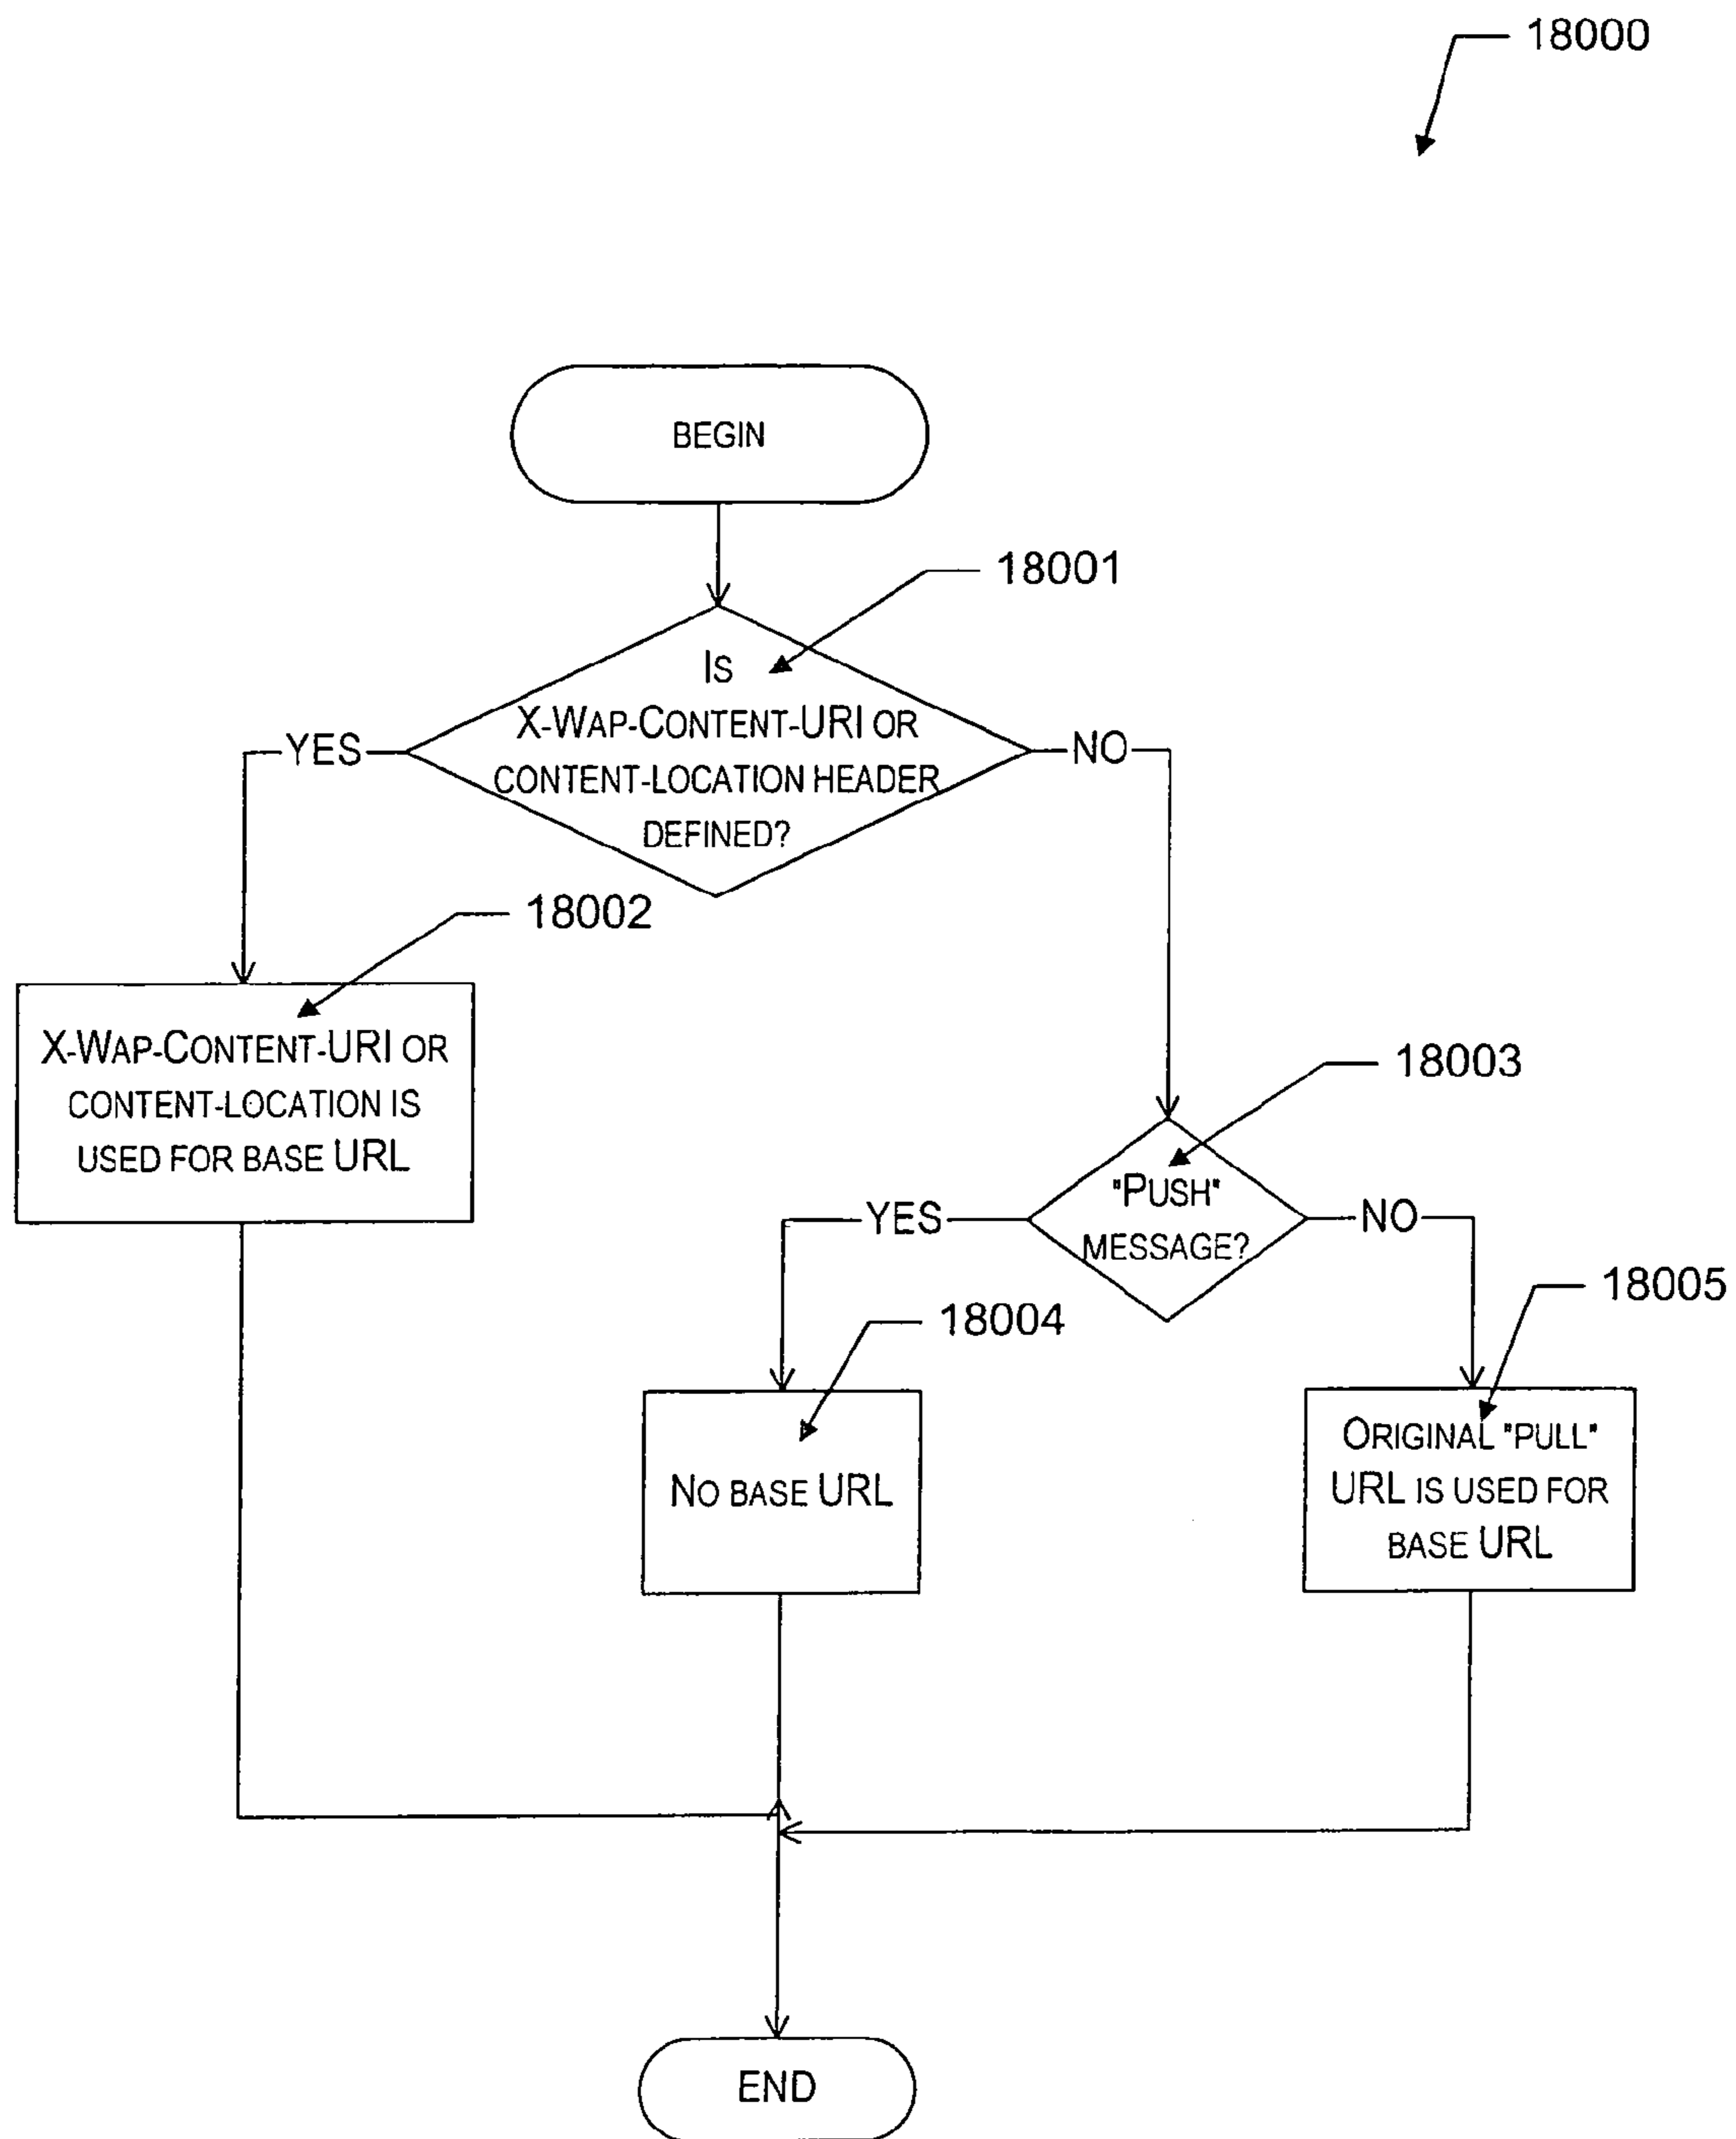 18000
BEGIN
18001
Is
X-Wap-Content-URI or
content-location header
defined?
YES
NO
18002
X-Wap-Content-URI or
content-location is
used for base URL
18003
"Push"
message?
YES
NO
18004
18005
No base URL
Original "pull"
URL is used for
base URL
END